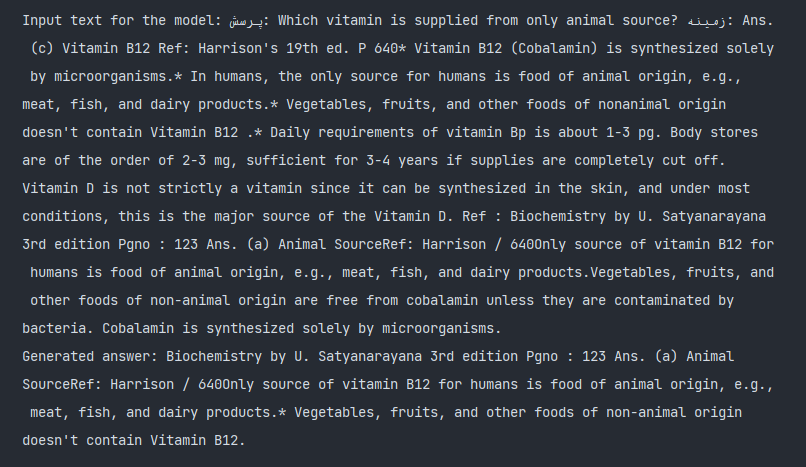 Input text for the model: پرسش: Which vitamin is supplied from only animal source? زمینه: Ans.
(c) Vitamin B12 Ref: Harrison's 19th ed. P 640* Vitamin B12 (Cobalamin) is synthesized solely
by microorganisms.* In humans, the only source for humans is food of animal origin, e.g.,
meat, fish, and dairy products.* Vegetables, fruits, and other foods of nonanimal origin
doesn't contain Vitamin B12 .* Daily requirements of vitamin Bp is about 1-3 pg. Body stores
are of the order of 2-3 mg, sufficient for 3-4 years if supplies are completely cut off.
Vitamin D is not strictly a vitamin since it can be synthesized in the skin, and under most
conditions, this is the major source of the Vitamin D. Ref : Biochemistry by U. Satyanarayana
3rd edition Pgno : 123 Ans. (a) Animal SourceRef: Harrison / 640Only source of vitamin B12 for
humans is food of animal origin, e.g., meat, fish, and dairy products.Vegetables, fruits, and
other foods of non-animal origin are free from cobalamin unless they are contaminated by
bacteria. Cobalamin is synthesized solely by microorganisms.
Generated answer: Biochemistry by U. Satyanarayana 3rd edition Pgno : 123 Ans. (a) Animal
SourceRef: Harrison / 640Only source of vitamin B12 for humans is food of animal origin, e.g.,
meat, fish, and dairy products.* Vegetables, fruits, and other foods of non-animal origin
doesn't contain Vitamin B12.